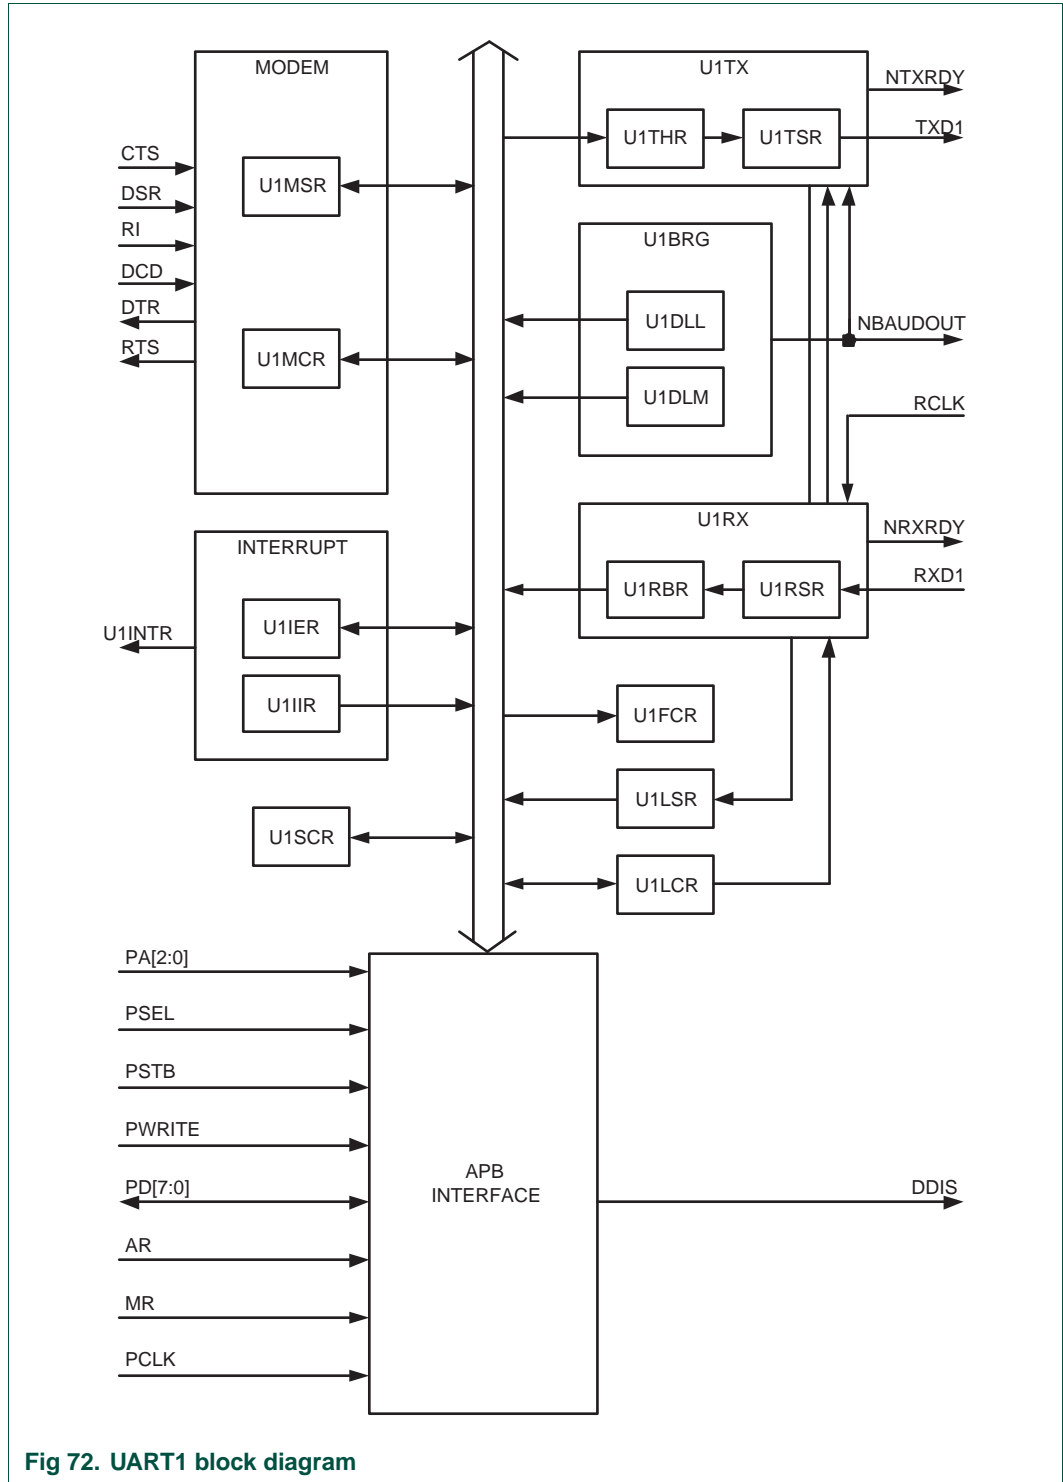 MODEM
CTS
DSR
RI
DCD
DTR
RTS
U1MSR
U1MCR
U1TX
U1THR
U1TSR
NTXRDY
TXD1
U1BRG
U1DLL
U1DLM
NBAUDOUT
RCLK
INTERRUPT
U1INTR
U1IER
U1IIR
U1RX
U1RBR
U1RSR
NRXRDY
RXD1
U1FCR
U1LSR
U1LCR
U1SCR
PA[2:0]
PSEL
PSTB
PWRITE
PD[7:0]
AR
MR
PCLK
APB
INTERFACE
DDIS
Fig 72. UART1 block diagram